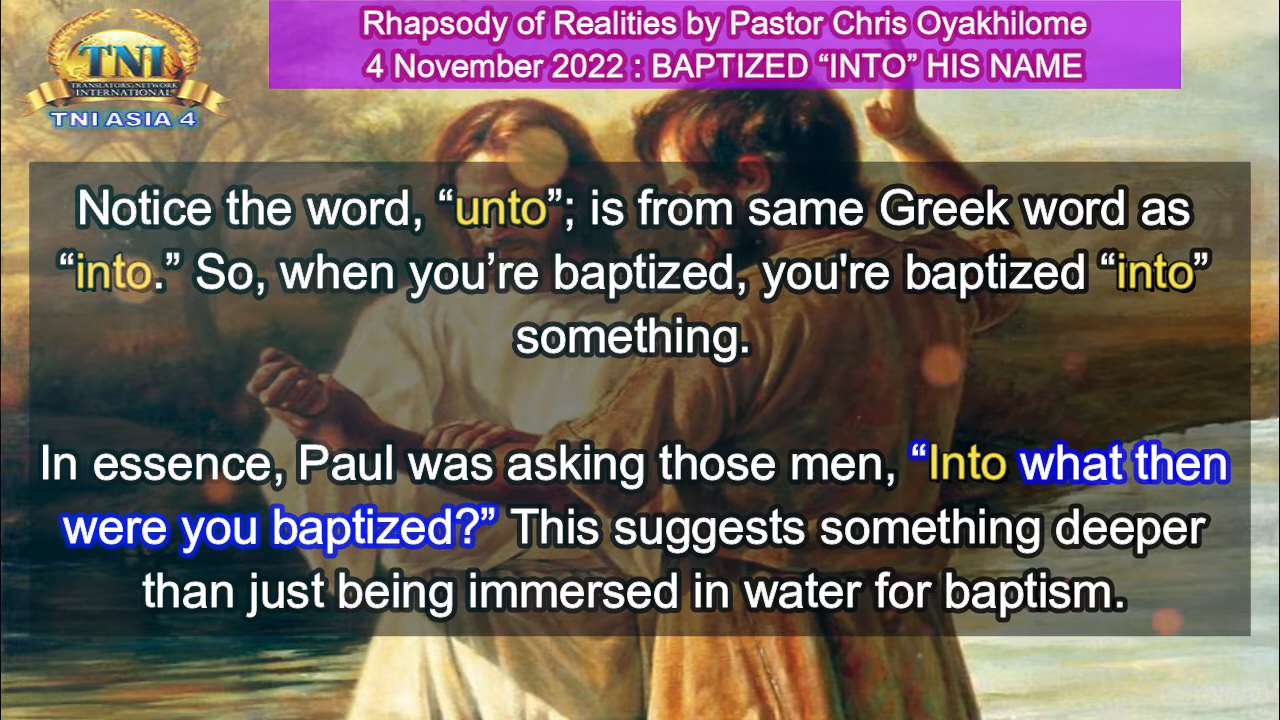 Rhapsody of Realities by Pastor Chris Oyakhilome
4 November 2022 : BAPTIZED “INTO” HIS NAME
TNI
TRANSLATORS NETWORK
INTERNATIONAL
TNI ASIA 4
Notice the word, “unto”; is from same Greek word as
“into.” So, when you’re baptized, you're baptized “into”
something.
In essence, Paul was asking those men, “Into what then
were you baptized?” This suggests something deeper
than just being immersed in water for baptism.